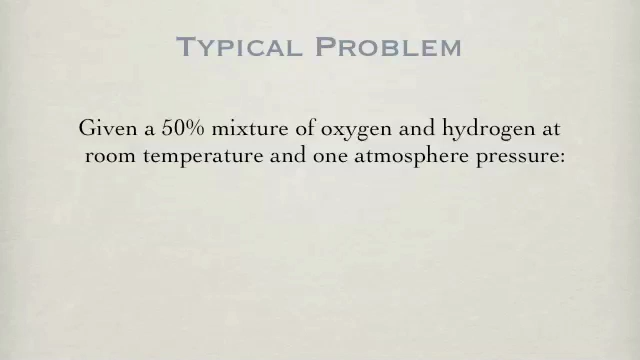 Typical Problem
Given a 50% mixture of oxygen and hydrogen at
room temperature and one atmosphere pressure: